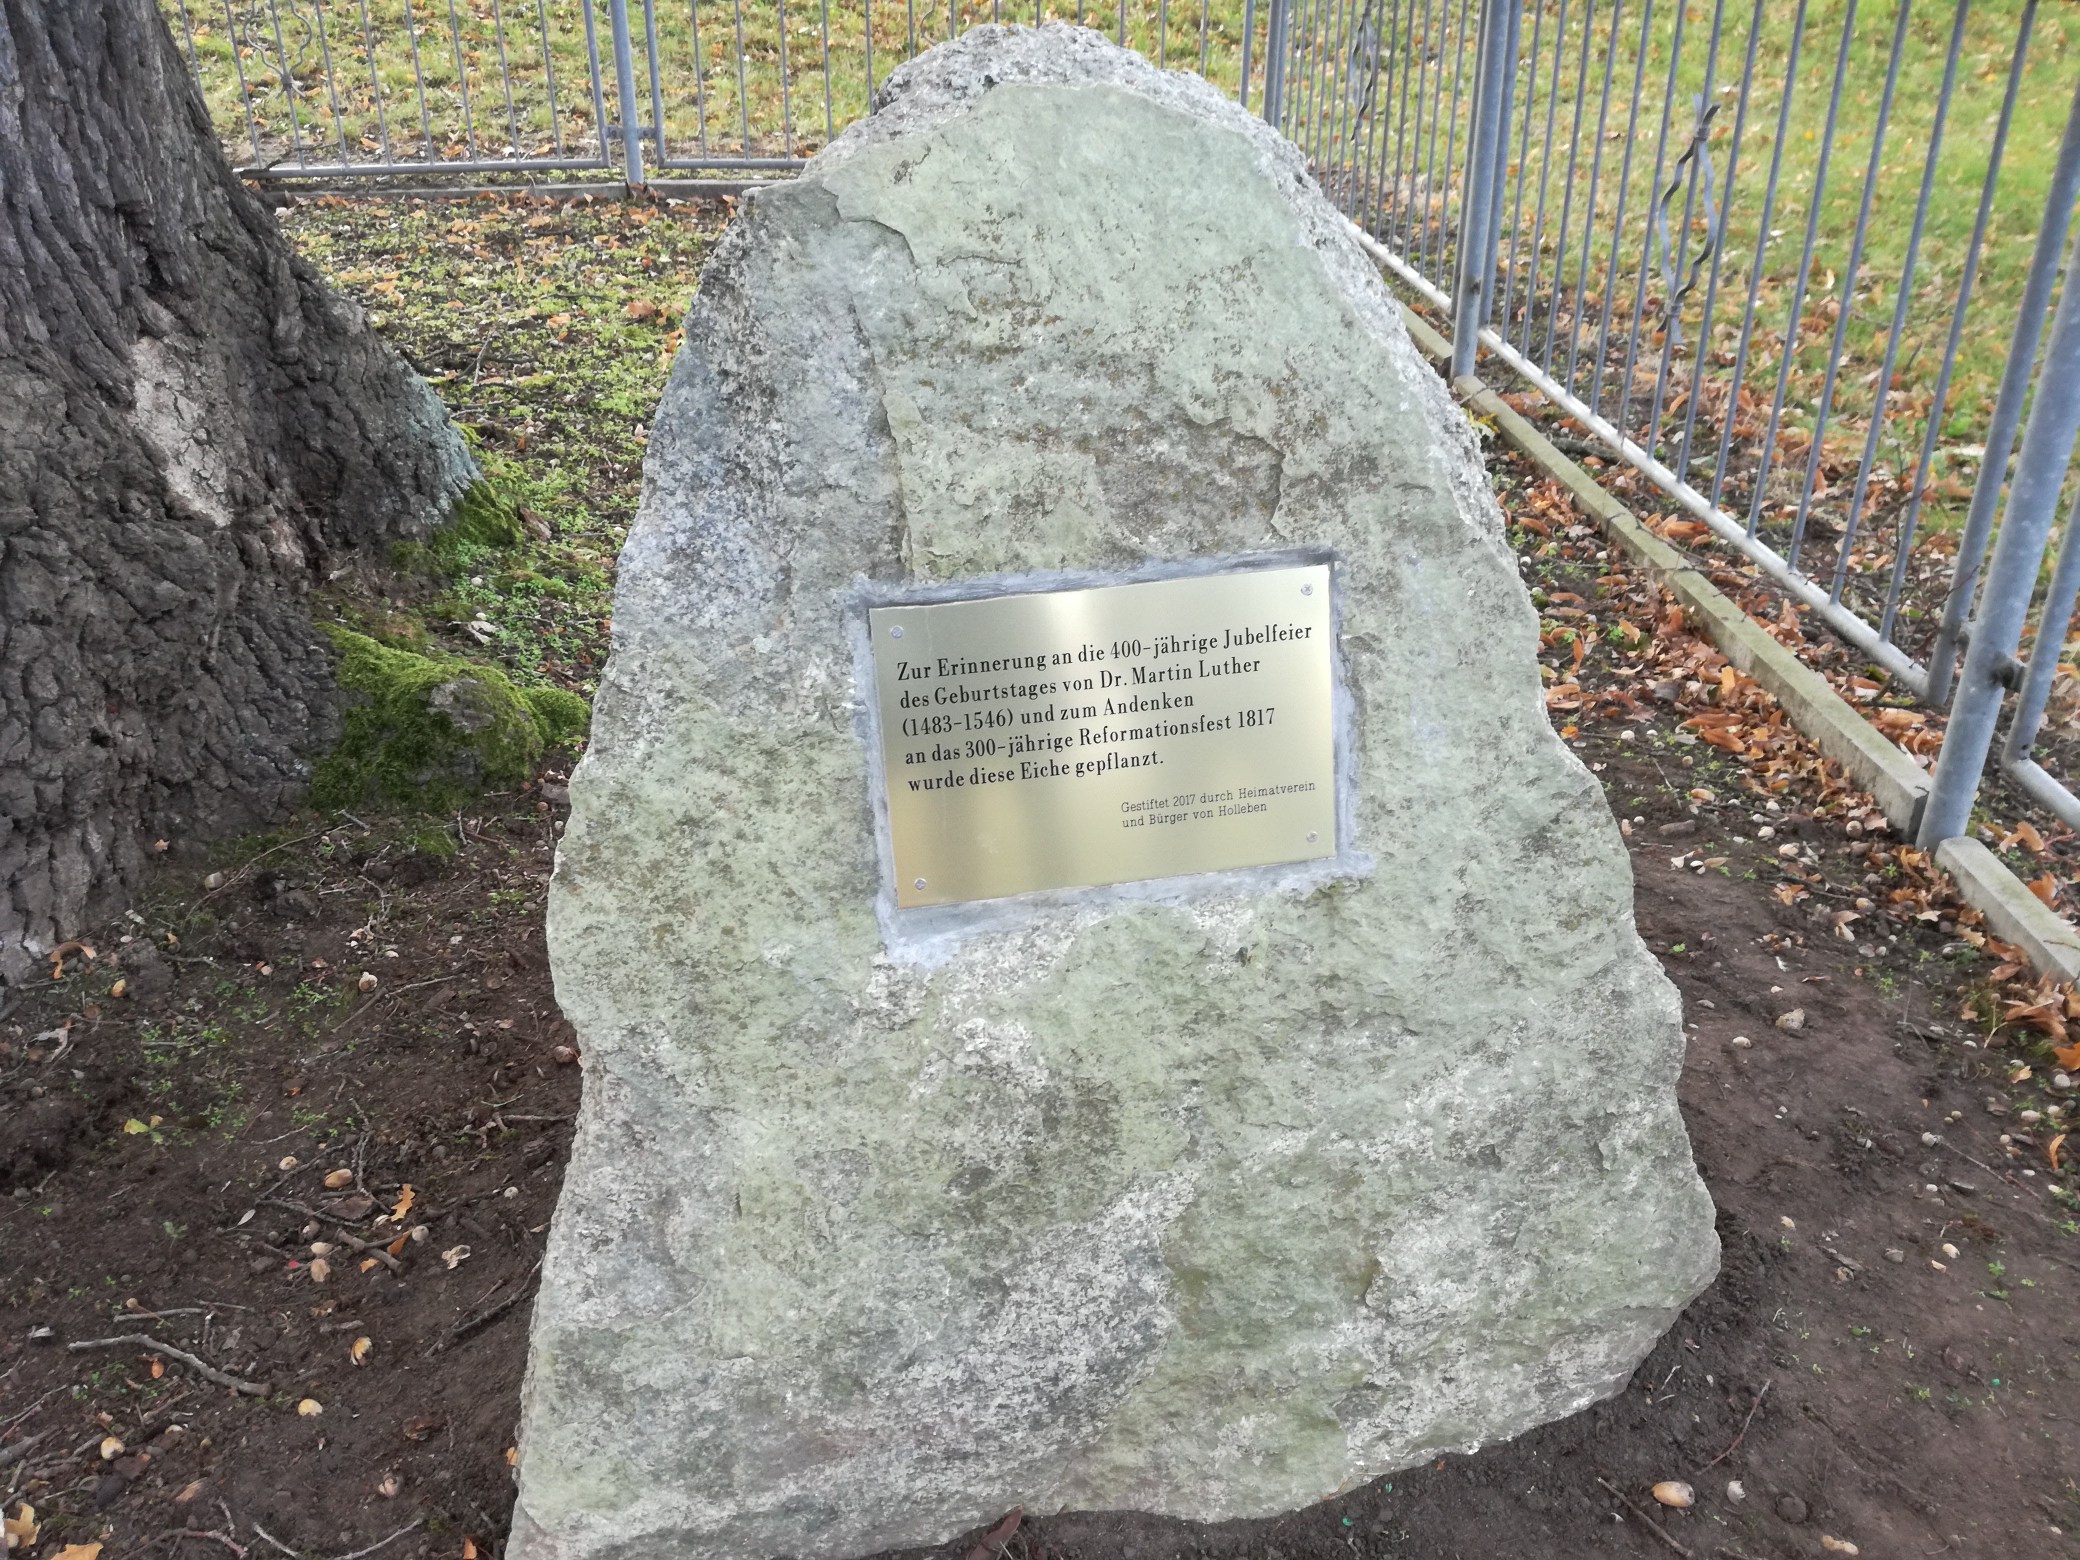 Zur Erinnerung an die 400-jährige Jubelfeier
des Geburtstages von Dr. Martin Luther
(1483-1546) und zum Andenken
an das 300-jährige Reformationsfest 1817
wurde diese Eiche gepflanzt.
Gestiftet 2017 durch Heimatverein
und Bürger von Holleben